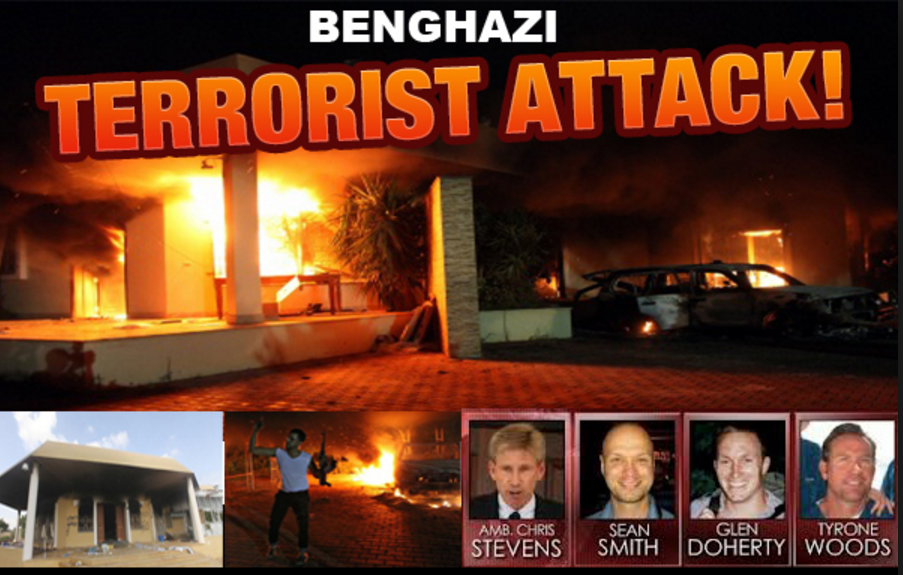 BENGHAZI
TERRORIST ATTACK!
AMB. CHRIS
STEVENS
SEAN
SMITH
GLEN
DOHERTY
TYRONE
WOODS